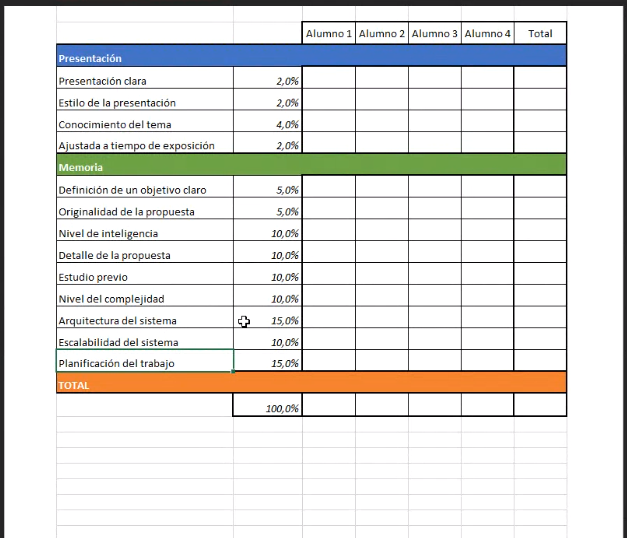 Alumno 1 Alumno 2 Alumno 3 Alumno 4 Total
Presentación
Presentación clara 2,0%
Estilo de la presentación 2,0%
Conocimiento del tema 4,0%
Ajustada a tiempo de exposición 2,0%
Memoria
Definición de un objetivo claro 5,0%
Originalidad de la propuesta 5,0%
Nivel de inteligencia 10,0%
Detalle de la propuesta 10,0%
Estudio previo 10,0%
Nivel del complejidad 10,0%
Arquitectura del sistema 15,0%
Escalabilidad del sistema 10,0%
Planificación del trabajo 15,0%
TOTAL
100,0%